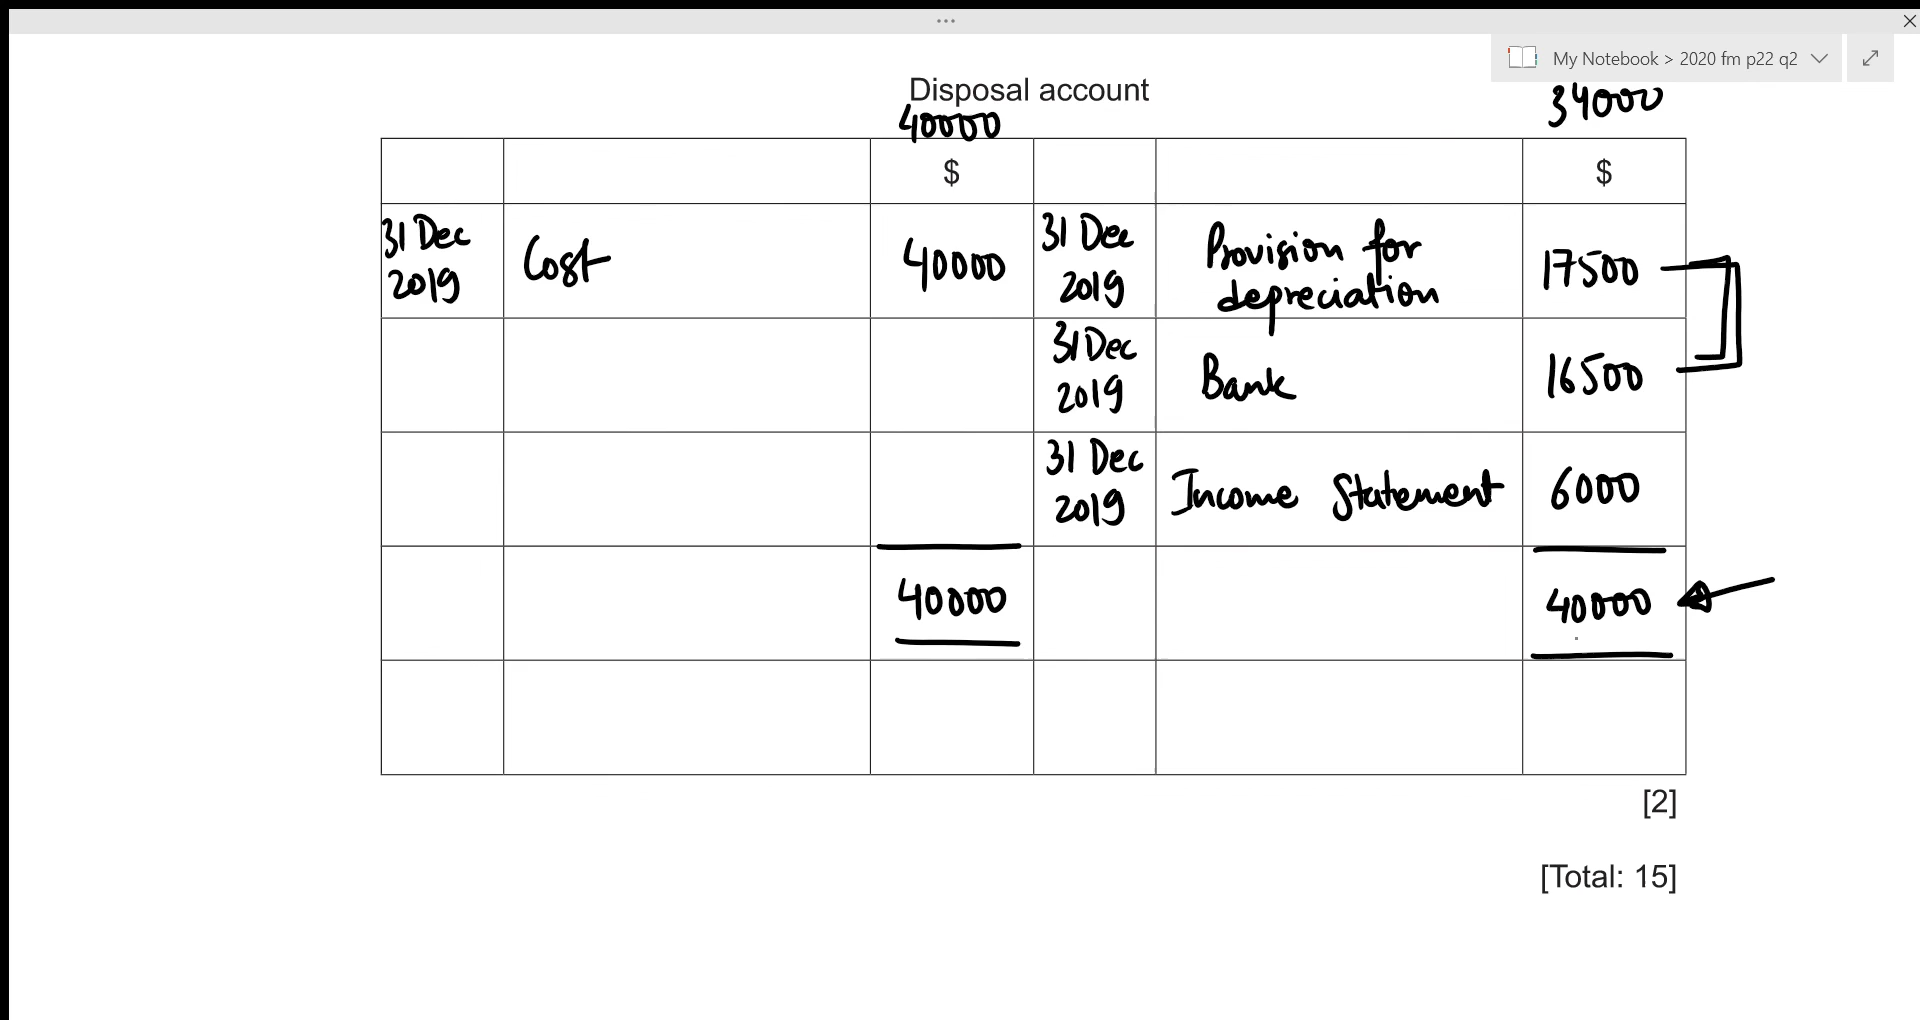 My Notebook > 2020 fm p22 q2
Disposal account
40000
34000
$
$
31 Dec
2019
Cost
40000
31 Dec
2019
Provision for
depreciation
17500
31 Dec
2019
Bank
16500
31 Dec
2019
Income Statement
6000
40000
40000
[2]
[Total: 15]